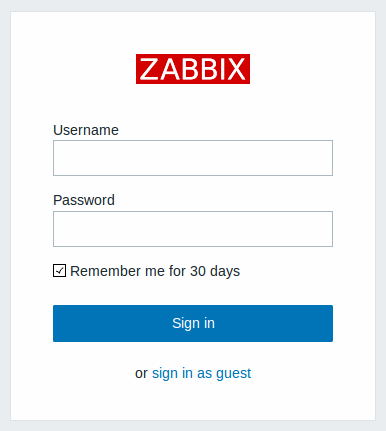 ZABBIX
Username
Password
Remember me for 30 days
Sign in
or sign in as guest